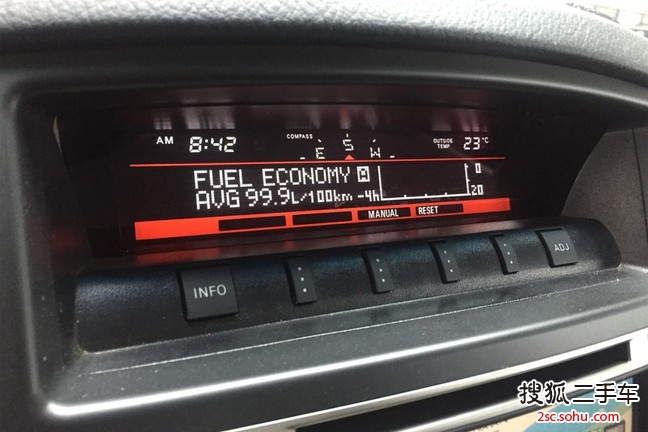 AM 8:42 COMPASS E S W OUTSIDE TEMP 23°C
FUEL ECONOMY A 0
AVG 99.9L/100km -4h 20
MANUAL RESET
INFO ADJ
搜狐二手车
2sc.sohu.com